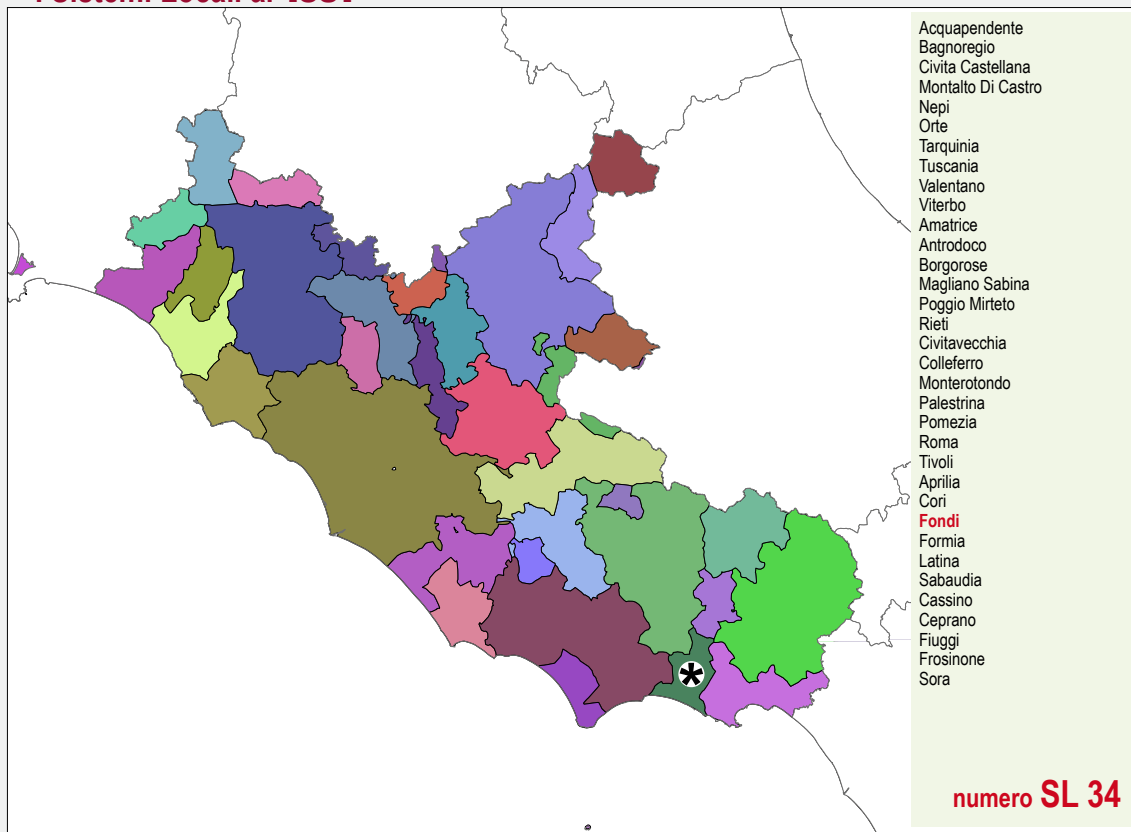 Acquapendente
Bagnoregio
Civita Castellana
Montalto Di Castro
Nepi
Orte
Tarquinia
Tuscania
Valentano
Viterbo
Amatrice
Antrodoco
Borgorose
Magliano Sabina
Poggio Mirteto
Rieti
Civitavecchia
Colleferro
Monterotondo
Palestrina
Pomezia
Roma
Tivoli
Aprilia
Cori
Fondi
Formia
Latina
Sabaudia
Cassino
Ceprano
Fiuggi
Frosinone
Sora
numero SL 34